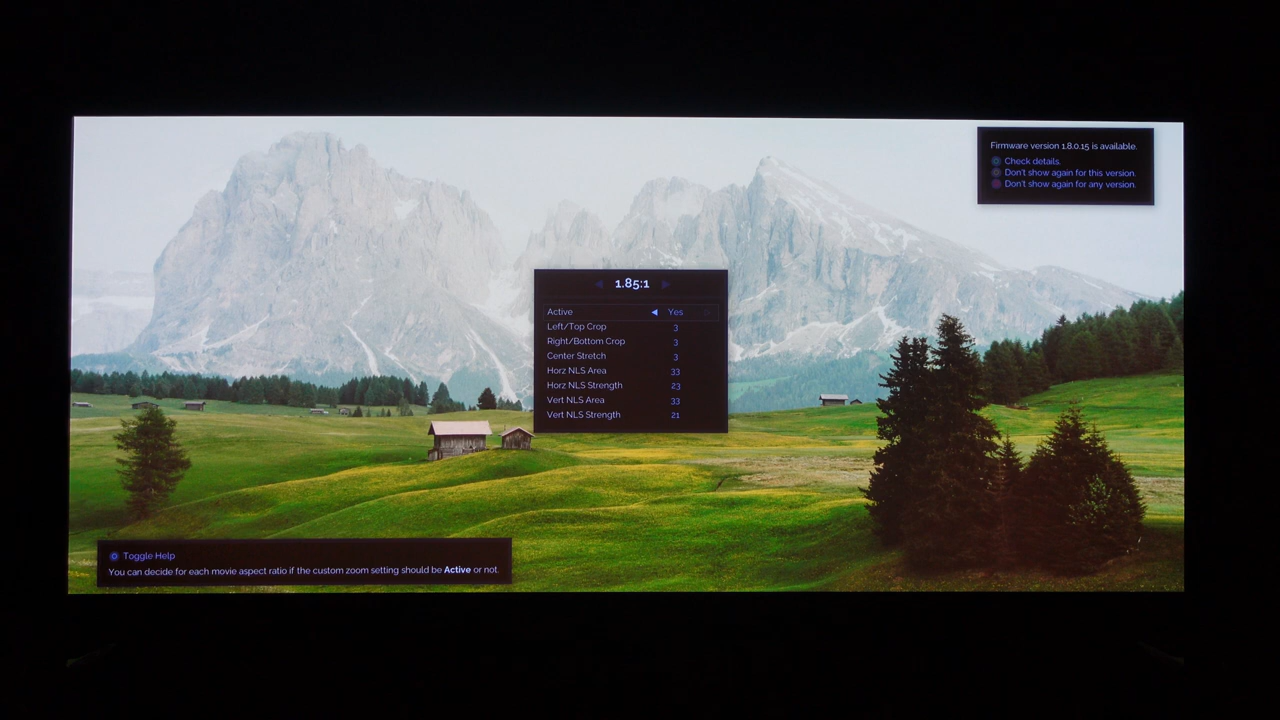 Firmware version 1.8.0.15 is available.
Check details.
Don't show again for this version.
Don't show again for any version.
1.85:1
Active Yes
Left/Top Crop 3
Right/Bottom Crop 3
Center Stretch 3
Horz NLS Area 33
Horz NLS Strength 23
Vert NLS Area 33
Vert NLS Strength 21
Toggle Help
You can decide for each movie aspect ratio if the custom zoom setting should be Active or not.